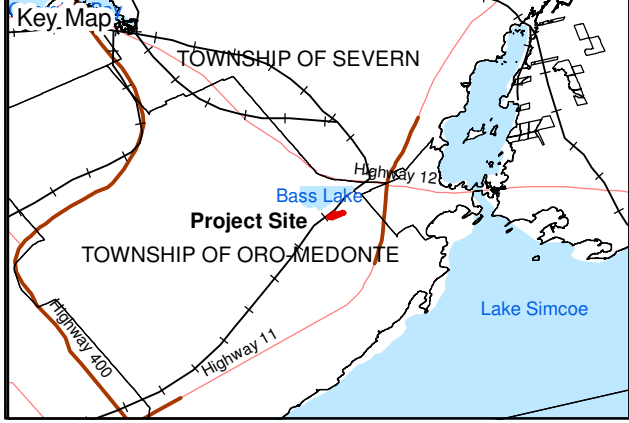 Key Map
TOWNSHIP OF SEVERN
Highway 12
Bass Lake
Project Site
TOWNSHIP OF ORO-MEDONTE
Lake Simcoe
Highway 400
Highway 11